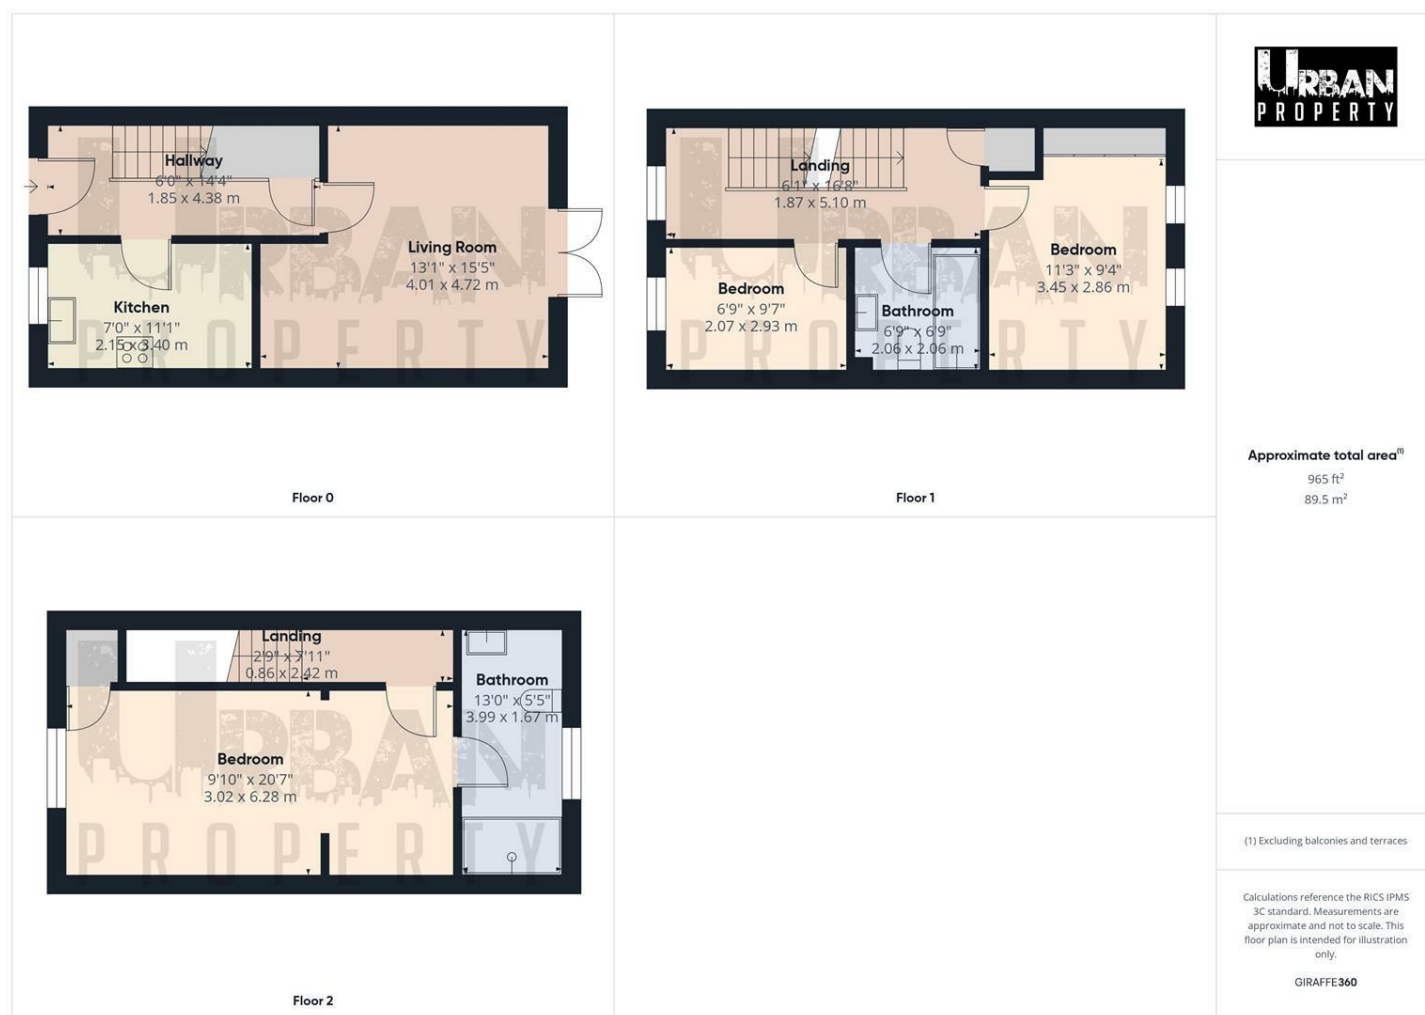 Hallway
6'0" x 14'4"
1.85 x 4.38 m
Living Room
13'1" x 15'5"
4.01 x 4.72 m
Kitchen
7'0" x 11'1"
2.15 x 3.40 m
URBAN
PROPERTY
Floor 0
Landing
6'1" x 16'8"
1.87 x 5.10 m
Bedroom
11'3" x 9'4"
3.45 x 2.86 m
Bedroom
6'9" x 9'7"
2.07 x 2.93 m
Bathroom
6'9" x 6'9"
2.06 x 2.06 m
URBAN
PROPERTY
Floor 1
Landing
2'9" x 7'11"
0.86 x 2.42 m
Bathroom
13'0" x 5'5"
3.99 x 1.67 m
Bedroom
9'10" x 20'7"
3.02 x 6.28 m
URBAN
PROPERTY
Floor 2
URBAN
PROPERTY
Approximate total area(1)
965 ft²
89.5 m²
(1) Excluding balconies and terraces
Calculations reference the RICS IPMS
3C standard. Measurements are
approximate and not to scale. This
floor plan is intended for illustration
only.
GIRAFFE360